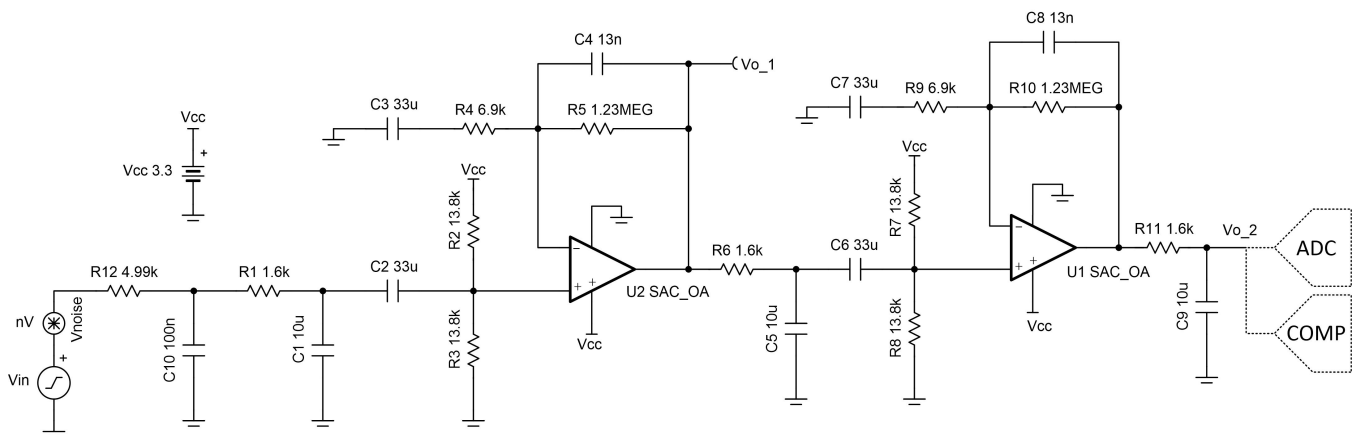 C8 13n
C4 13n
Vo_1
C7 33u
R9 6.9k
R10 1.23MEG
C3 33u
R4 6.9k
R5 1.23MEG
Vcc
Vcc
Vcc
+
Vcc 3.3
R2 13.8k
R7 13.8k
−
+
+
U1 SAC_OA
R11 1.6k
Vo_2
ADC
−
+
+
U2 SAC_OA
R6 1.6k
C6 33u
R12 4.99k
R1 1.6k
C2 33u
Vcc
Vcc
nV
Vnoise
C10 100n
C1 10u
R3 13.8k
C5 10u
R8 13.8k
C9 10u
COMP
+
Vin